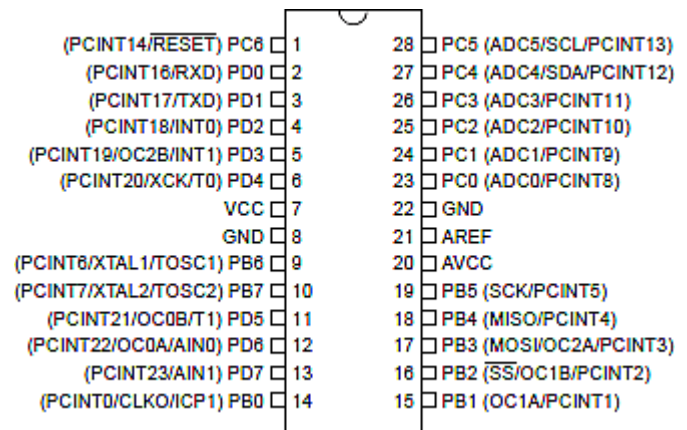 (PCINT14/RESET) PC6 1 28 PC5 (ADC5/SCL/PCINT13)
(PCINT16/RXD) PD0 2 27 PC4 (ADC4/SDA/PCINT12)
(PCINT17/TXD) PD1 3 26 PC3 (ADC3/PCINT11)
(PCINT18/INT0) PD2 4 25 PC2 (ADC2/PCINT10)
(PCINT19/OC2B/INT1) PD3 5 24 PC1 (ADC1/PCINT9)
(PCINT20/XCK/T0) PD4 6 23 PC0 (ADC0/PCINT8)
VCC 7 22 GND
GND 8 21 AREF
(PCINT6/XTAL1/TOSC1) PB6 9 20 AVCC
(PCINT7/XTAL2/TOSC2) PB7 10 19 PB5 (SCK/PCINT5)
(PCINT21/OC0B/T1) PD5 11 18 PB4 (MISO/PCINT4)
(PCINT22/OC0A/AIN0) PD6 12 17 PB3 (MOSI/OC2A/PCINT3)
(PCINT23/AIN1) PD7 13 16 PB2 (SS/OC1B/PCINT2)
(PCINT0/CLKO/ICP1) PB0 14 15 PB1 (OC1A/PCINT1)